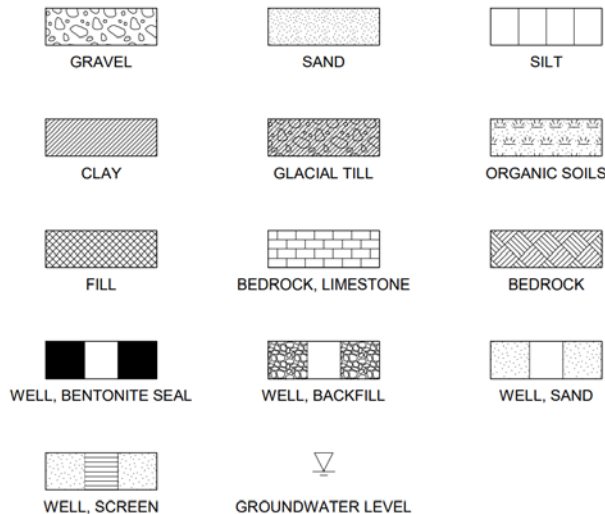 GRAVEL
SAND
SILT
CLAY
GLACIAL TILL
ORGANIC SOILS
FILL
BEDROCK, LIMESTONE
BEDROCK
WELL, BENTONITE SEAL
WELL, BACKFILL
WELL, SAND
WELL, SCREEN
GROUNDWATER LEVEL